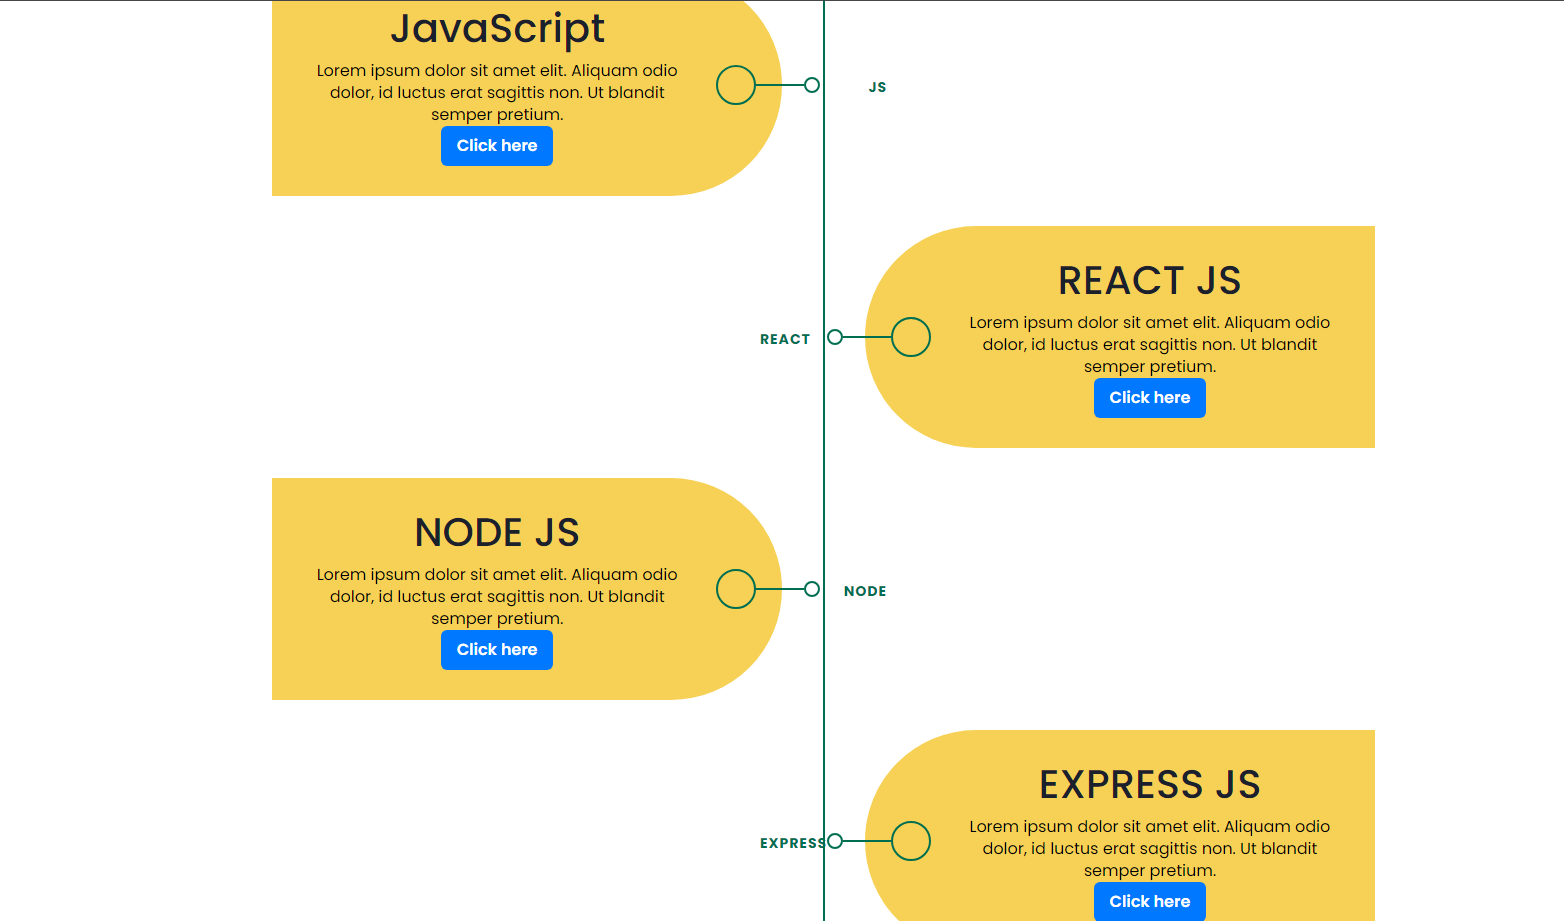 JavaScript
Lorem ipsum dolor sit amet elit. Aliquam odio
dolor, id luctus erat sagittis non. Ut blandit
semper pretium.
Click here
JS
REACT JS
Lorem ipsum dolor sit amet elit. Aliquam odio
dolor, id luctus erat sagittis non. Ut blandit
semper pretium.
Click here
REACT
NODE JS
Lorem ipsum dolor sit amet elit. Aliquam odio
dolor, id luctus erat sagittis non. Ut blandit
semper pretium.
Click here
NODE
EXPRESS JS
Lorem ipsum dolor sit amet elit. Aliquam odio
dolor, id luctus erat sagittis non. Ut blandit
semper pretium.
Click here
EXPRESS